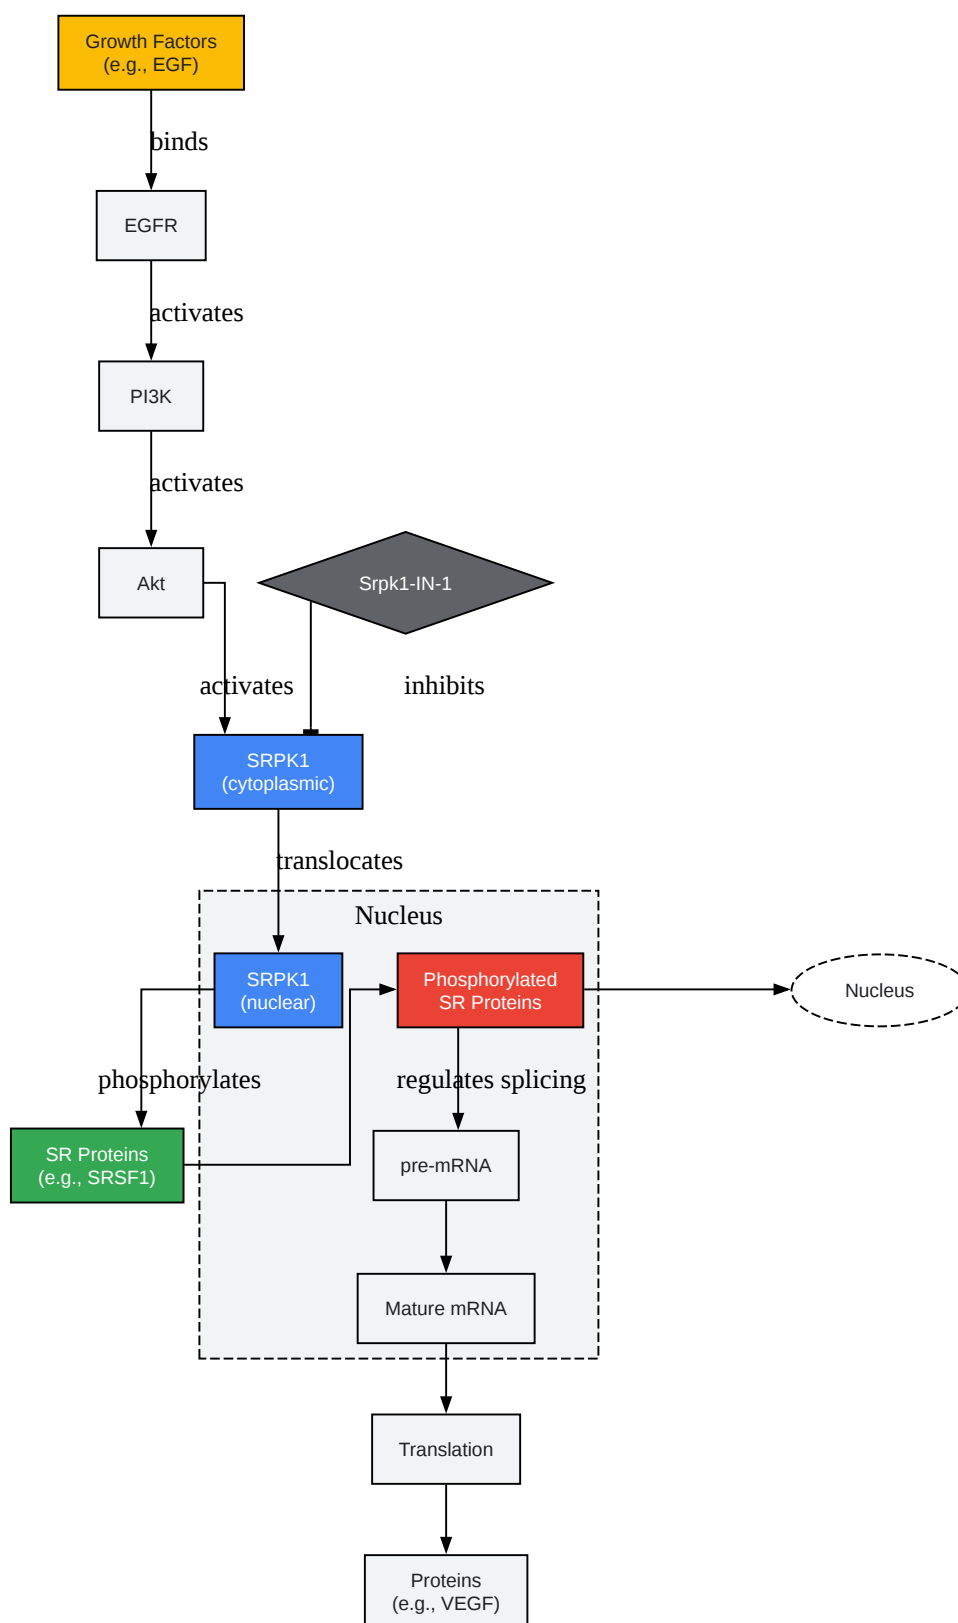 Growth Factors
(e.g., EGF)
binds
EGFR
activates
PI3K
activates
Akt
Srpk1-IN-1
activates
inhibits
SRPK1
(cytoplasmic)
translocates
Nucleus
SRPK1
(nuclear)
Phosphorylated
SR Proteins
Nucleus
phosphorylates
regulates splicing
SR Proteins
(e.g., SRSF1)
pre-mRNA
Mature mRNA
Translation
Proteins
(e.g., VEGF)